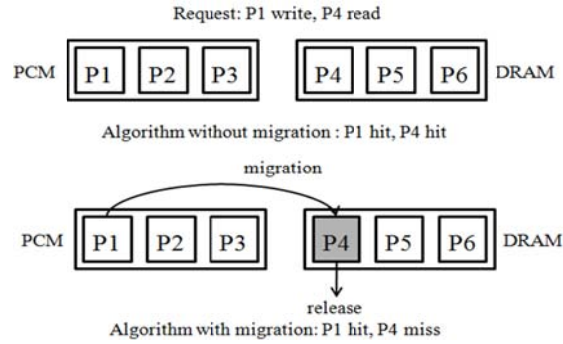 Request: P1 write, P4 read
PCM P1 P2 P3 P4 P5 P6 DRAM
Algorithm without migration : P1 hit, P4 hit
migration
PCM P1 P2 P3 P4 P5 P6 DRAM
release
Algorithm with migration: P1 hit, P4 miss